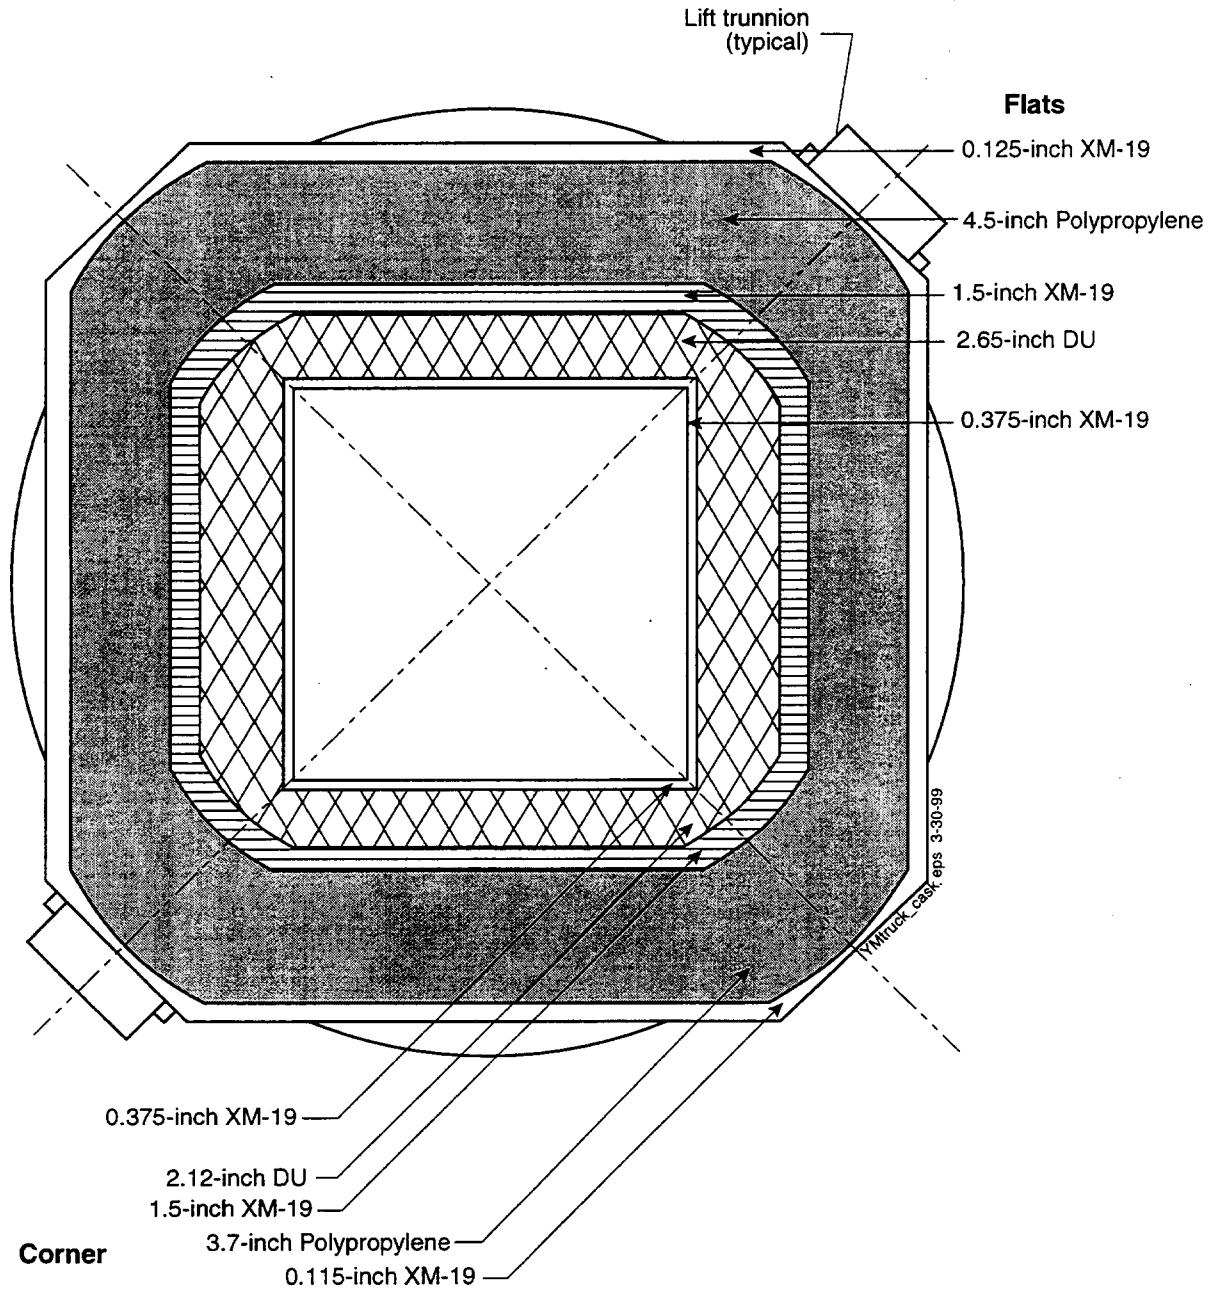 Lift trunnion
(typical)
Flats
0.125-inch XM-19
4.5-inch Polypropylene
1.5-inch XM-19
2.65-inch DU
0.375-inch XM-19
YMtruck_cask.eps 3-30-99
0.375-inch XM-19
2.12-inch DU
1.5-inch XM-19
3.7-inch Polypropylene
Corner
0.115-inch XM-19